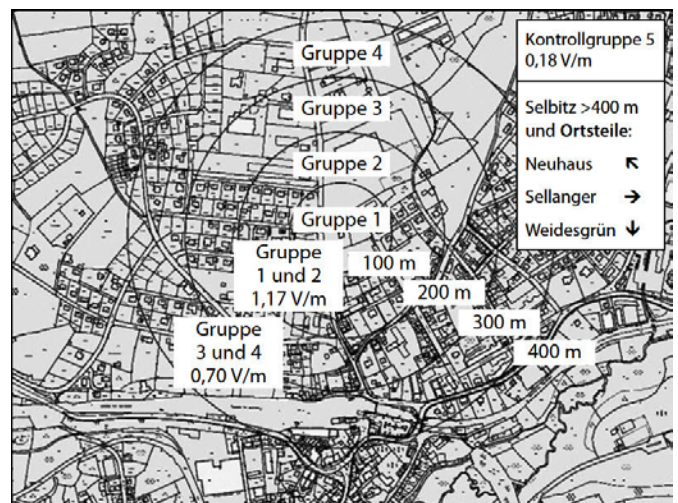 Gruppe 4
Gruppe 3
Gruppe 2
Gruppe 1
Gruppe
1 und 2
1,17 V/m
Gruppe
3 und 4
0,70 V/m
100 m
200 m
300 m
400 m
Kontrollgruppe 5
0,18 V/m
Selbitz >400 m
und Ortsteile:
Neuhaus ↖
Sellanger →
Weidesgrün ↓